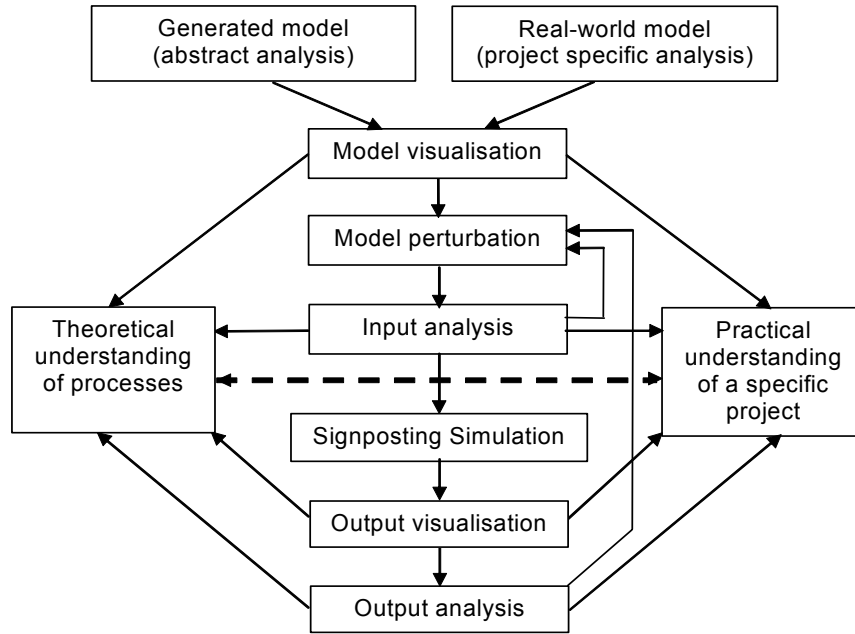 Generated model
(abstract analysis)
Real-world model
(project specific analysis)
Model visualisation
Model perturbation
Theoretical
understanding
of processes
Input analysis
Practical
understanding
of a specific
project
Signposting Simulation
Output visualisation
Output analysis